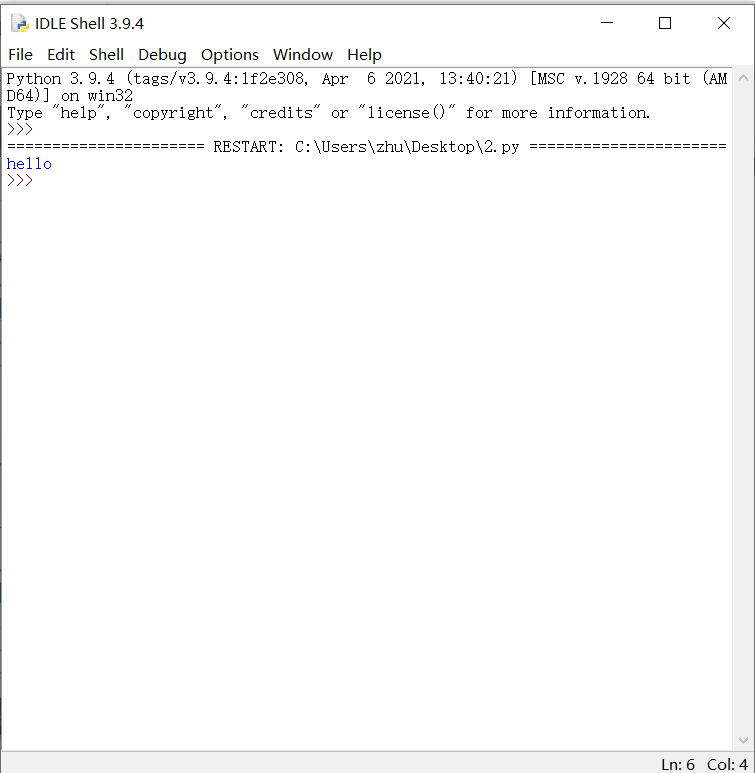 IDLE Shell 3.9.4
File Edit Shell Debug Options Window Help
Python 3.9.4 (tags/v3.9.4:1f2e308, Apr  6 2021, 13:40:21) [MSC v.1928 64 bit (AM
D64)] on win32
Type "help", "copyright", "credits" or "license()" for more information.
>>>
====================== RESTART: C:\Users\zhu\Desktop\2.py ======================
hello
>>>
Ln: 6 Col: 4